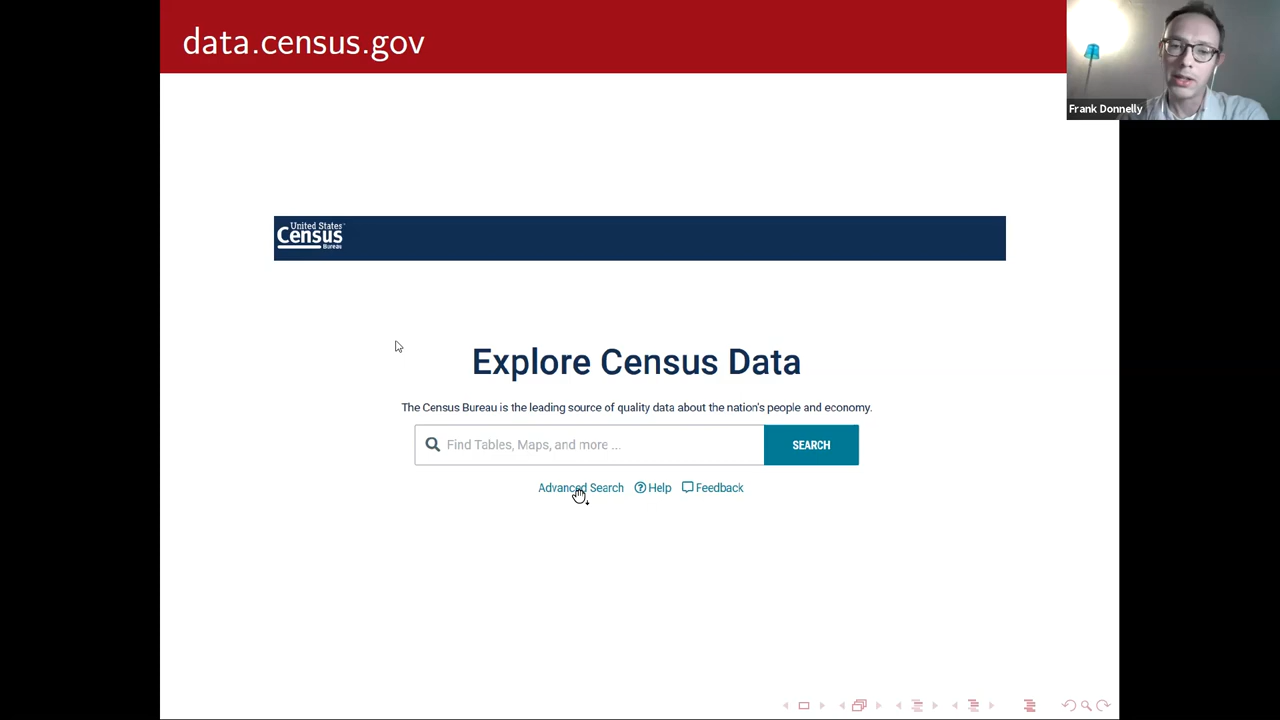 data.census.gov
Frank Donnelly
United States
Census
Bureau
Explore Census Data
The Census Bureau is the leading source of quality data about the nation's people and economy.
Find Tables, Maps, and more ...
SEARCH
Advanced Search Help Feedback